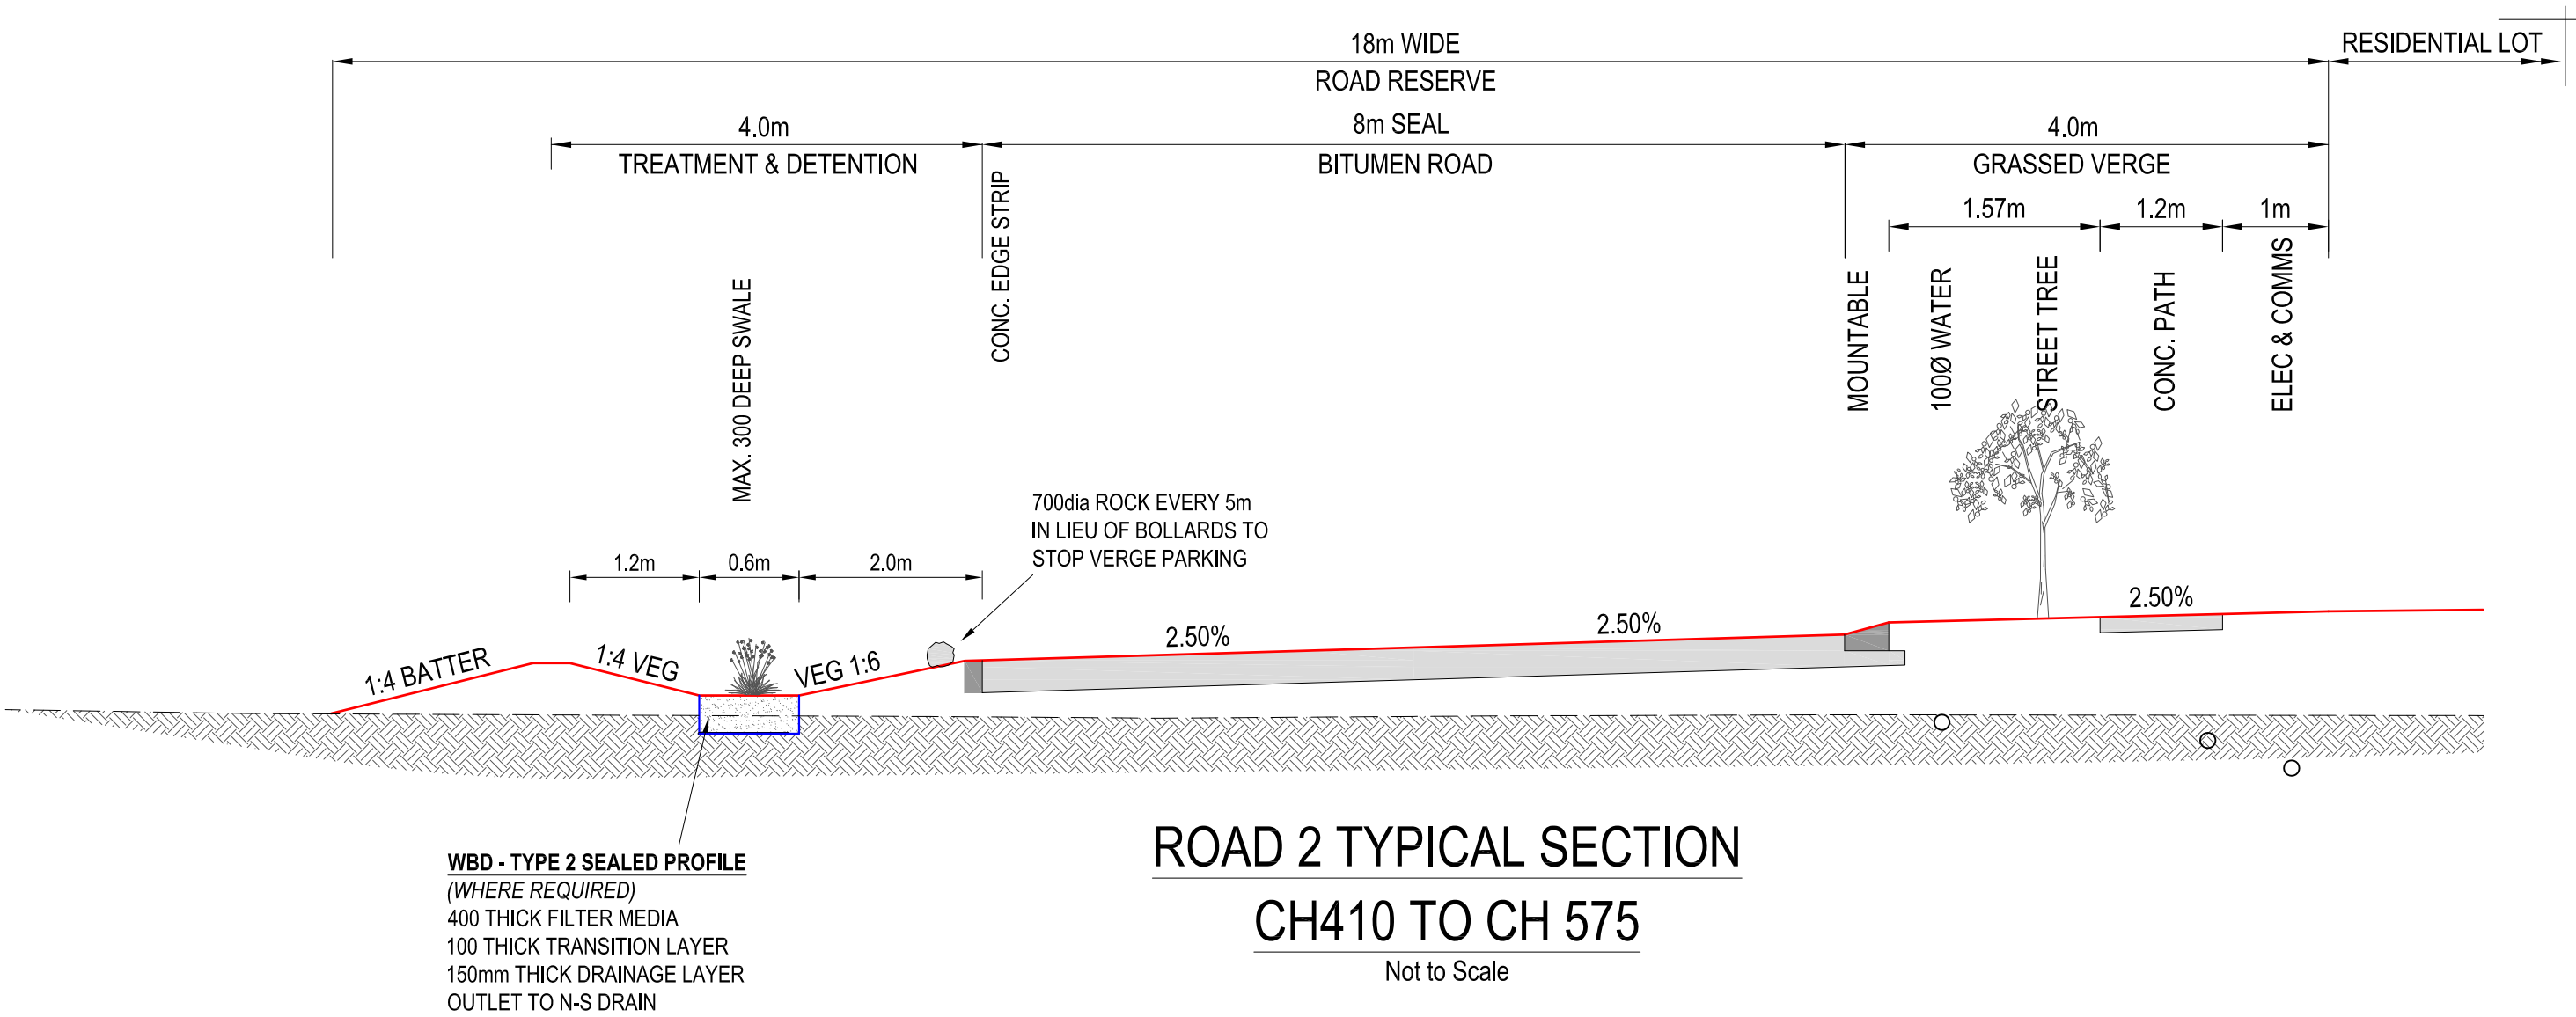 18m WIDE
RESIDENTIAL LOT
ROAD RESERVE
4.0m
8m SEAL
4.0m
TREATMENT & DETENTION
BITUMEN ROAD
GRASSED VERGE
1.57m
1.2m
1m
CONC. EDGE STRIP
MAX. 300 DEEP SWALE
MOUNTABLE
100Ø WATER
STREET TREE
CONC. PATH
ELEC & COMMS
700dia ROCK EVERY 5m
IN LIEU OF BOLLARDS TO
STOP VERGE PARKING
1.2m
0.6m
2.0m
2.50%
2.50%
2.50%
1:4 BATTER
1:4 VEG
VEG 1:6
WBD - TYPE 2 SEALED PROFILE
(WHERE REQUIRED)
400 THICK FILTER MEDIA
100 THICK TRANSITION LAYER
150mm THICK DRAINAGE LAYER
OUTLET TO N-S DRAIN
ROAD 2 TYPICAL SECTION
CH410 TO CH 575
Not to Scale